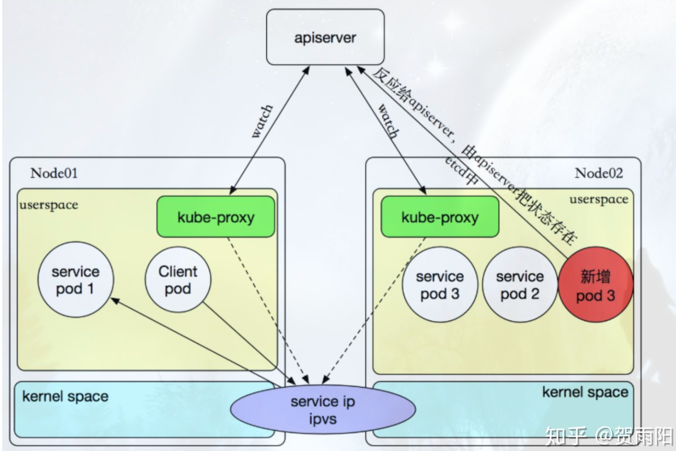 apiserver
watch
watch
反应给apiserver，由apiserver把状态存在
etcd中
Node01
userspace
kube-proxy
service
pod 1
Client
pod
kernel space
Node02
userspace
kube-proxy
service
pod 3
service
pod 2
新增
pod 3
kernel space
service ip
ipvs
知乎 @贺雨阳